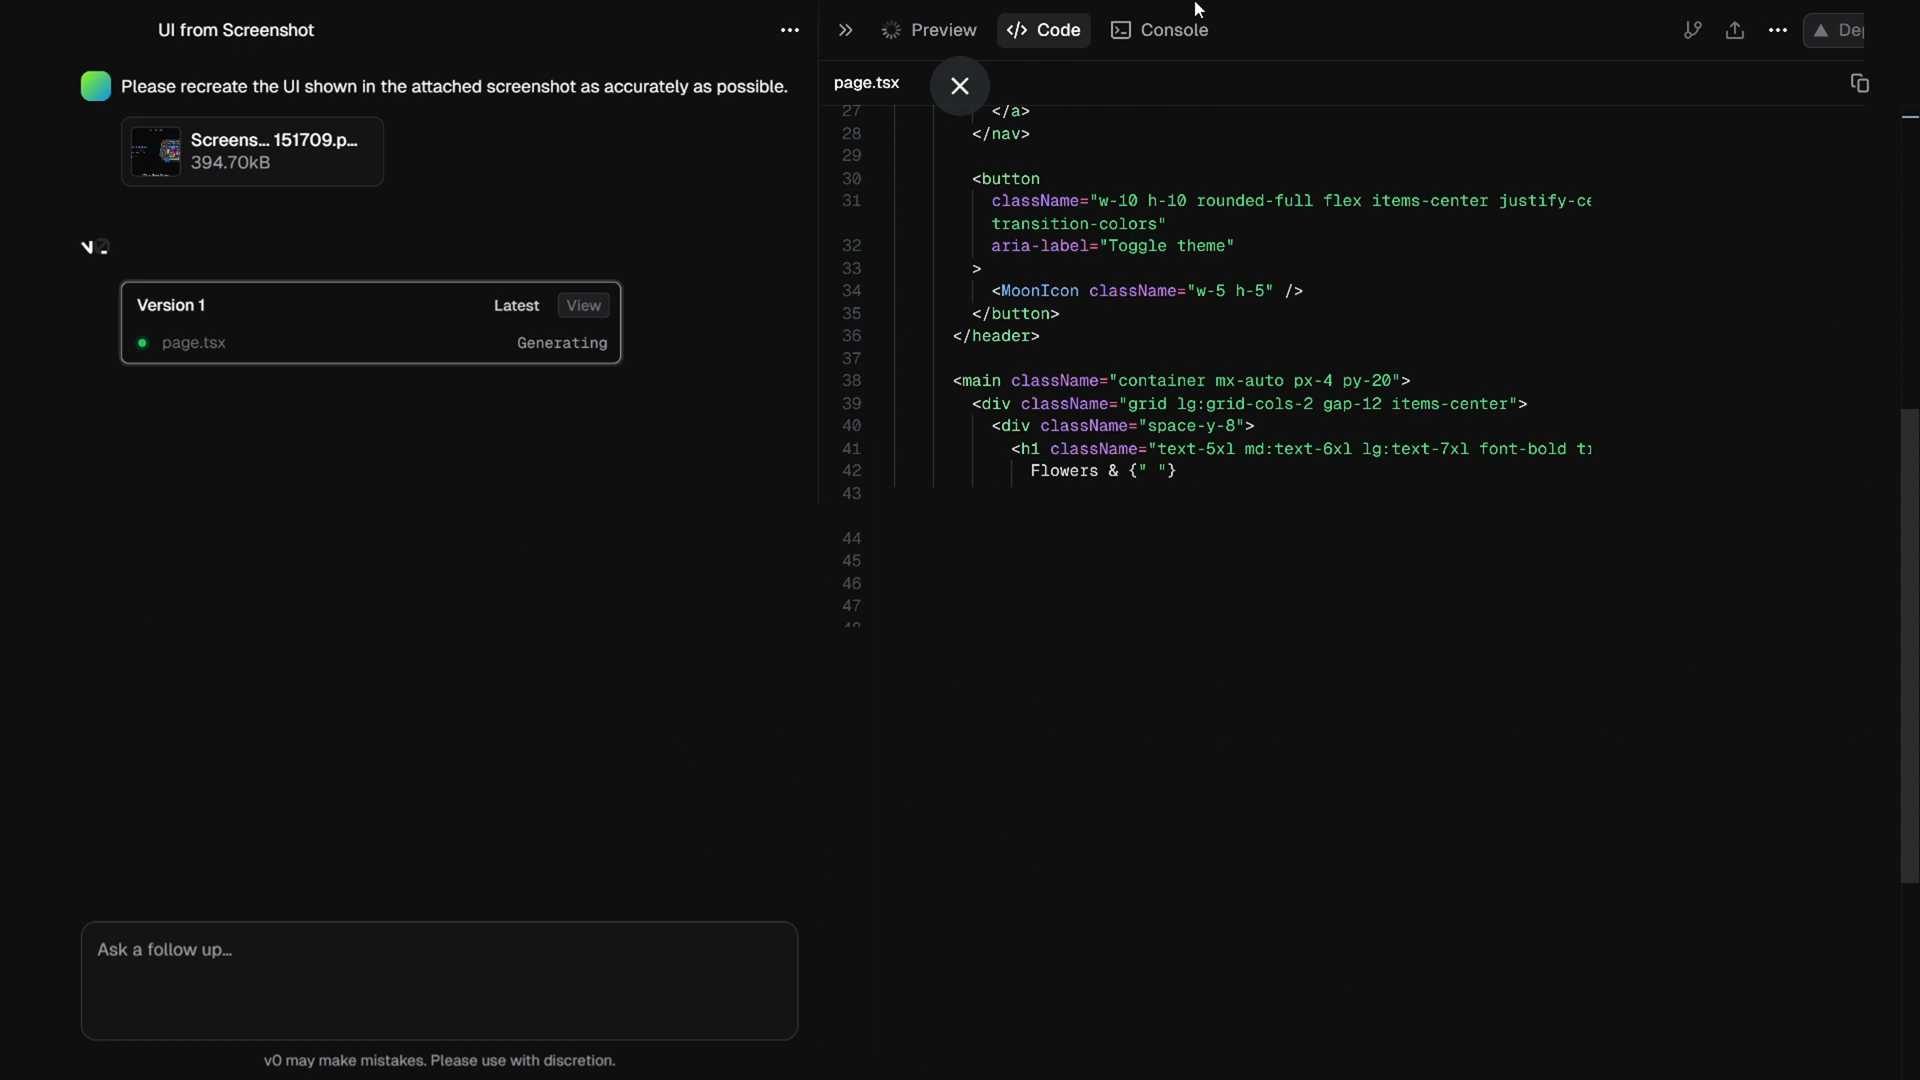 UI from Screenshot
Please recreate the UI shown in the attached screenshot as accurately as possible.
Screens... 151709.p...
394.70kB
v0
Version 1 Latest View
page.tsx Generating
Ask a follow up...
v0 may make mistakes. Please use with discretion.
Preview Code Console
page.tsx
27 </a>
28 </nav>
29
30 <button
31 className="w-10 h-10 rounded-full flex items-center justify-ce
transition-colors"
32 aria-label="Toggle theme"
33 >
34 <MoonIcon className="w-5 h-5" />
35 </button>
36 </header>
37
38 <main className="container mx-auto px-4 py-20">
39 <div className="grid lg:grid-cols-2 gap-12 items-center">
40 <div className="space-y-8">
41 <h1 className="text-5xl md:text-6xl lg:text-7xl font-bold
42 Flowers & {" "}
43
44
45
46
47